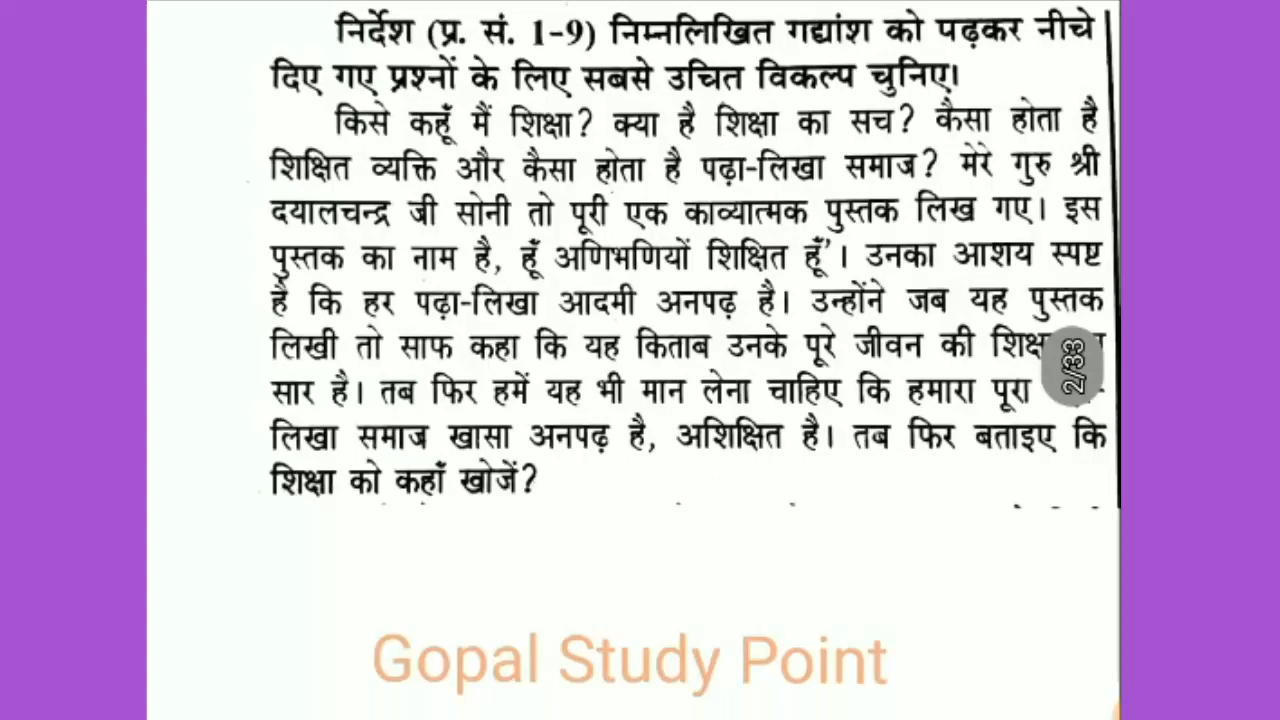 निर्देश (प्र. सं. 1-9) निम्नलिखित गद्यांश को पढ़कर नीचे
दिए गए प्रश्नों के लिए सबसे उचित विकल्प चुनिए।
किसे कहूँ मैं शिक्षा? क्या है शिक्षा का सच? कैसा होता है
शिक्षित व्यक्ति और कैसा होता है पढ़ा-लिखा समाज? मेरे गुरु श्री
दयालचन्द्र जी सोनी तो पूरी एक काव्यात्मक पुस्तक लिख गए। इस
पुस्तक का नाम है, हूँ अणिभणियों शिक्षित हूँ'। उनका आशय स्पष्ट
है कि हर पढ़ा-लिखा आदमी अनपढ़ है। उन्होंने जब यह पुस्तक
लिखी तो साफ कहा कि यह किताब उनके पूरे जीवन की
सार है। तब फिर हमें यह भी मान लेना चाहिए कि हमारा पूरा
लिखा समाज खासा अनपढ़ है, अशिक्षित है। तब फिर बताइए कि
शिक्षा को कहाँ खोजें?
2/33
Gopal Study Point